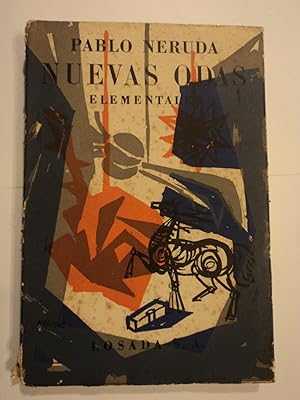 PABLO NERUDA
NUEVAS ODAS
ELEMENTAL
LOSADA S. A.